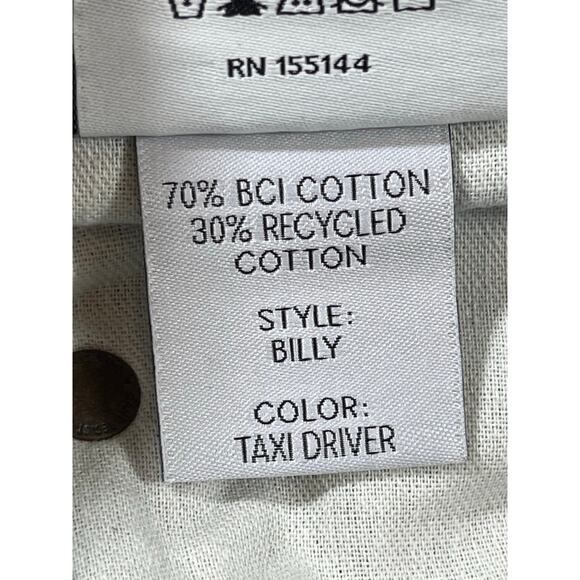 RN 155144
70% BCI COTTON
30% RECYCLED
COTTON
STYLE:
BILLY
COLOR:
TAXI DRIVER